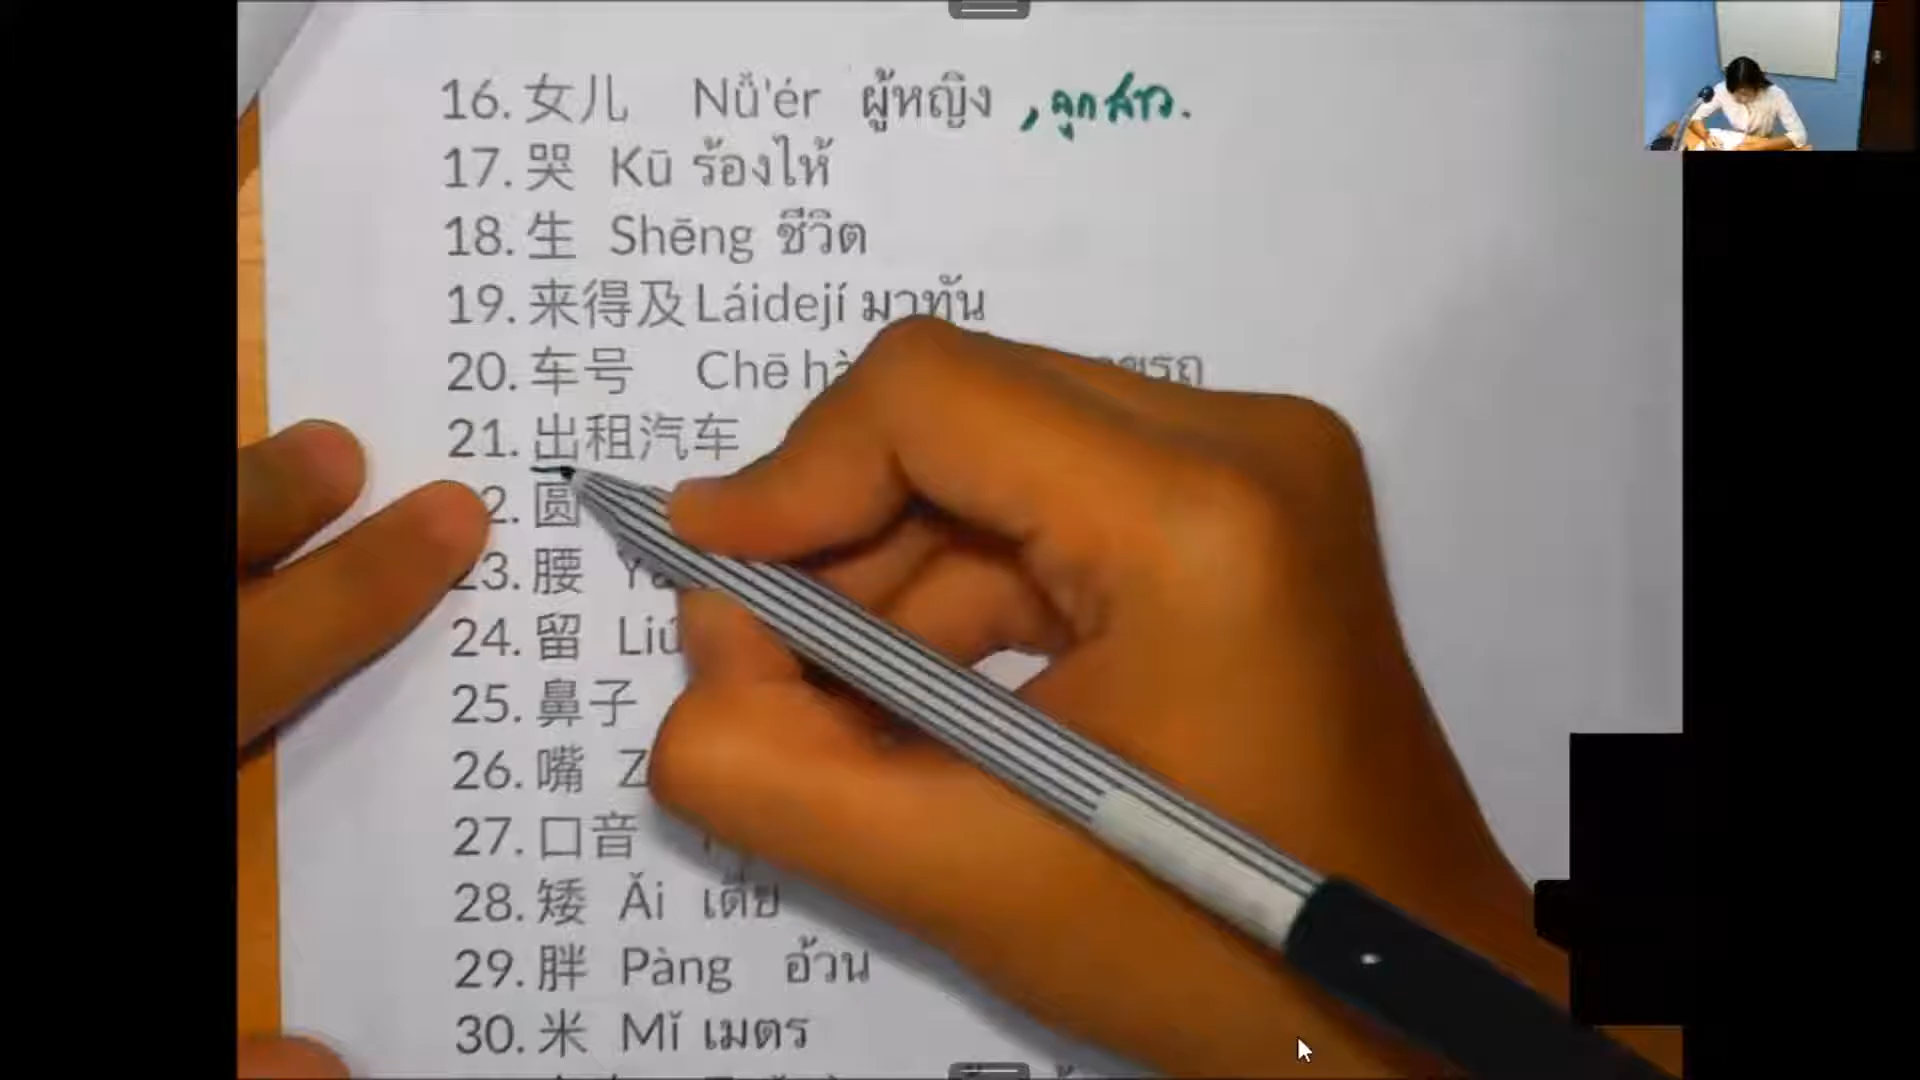 16. 女儿 Nǚ'ér ผู้หญิง , ลูกสาว.
17. 哭 Kū ร้องไห้
18. 生 Shēng ชีวิต
19. 来得及 Láidejí มาทัน
20. 车号 Chē hà
21. 出租汽车
2. 圆
23. 腰
24. 留 Liú
25. 鼻子
26. 嘴 Z
27. 口音
28. 矮 Ǎi เตี้ย
29. 胖 Pàng อ้วน
30. 米 Mǐ เมตร